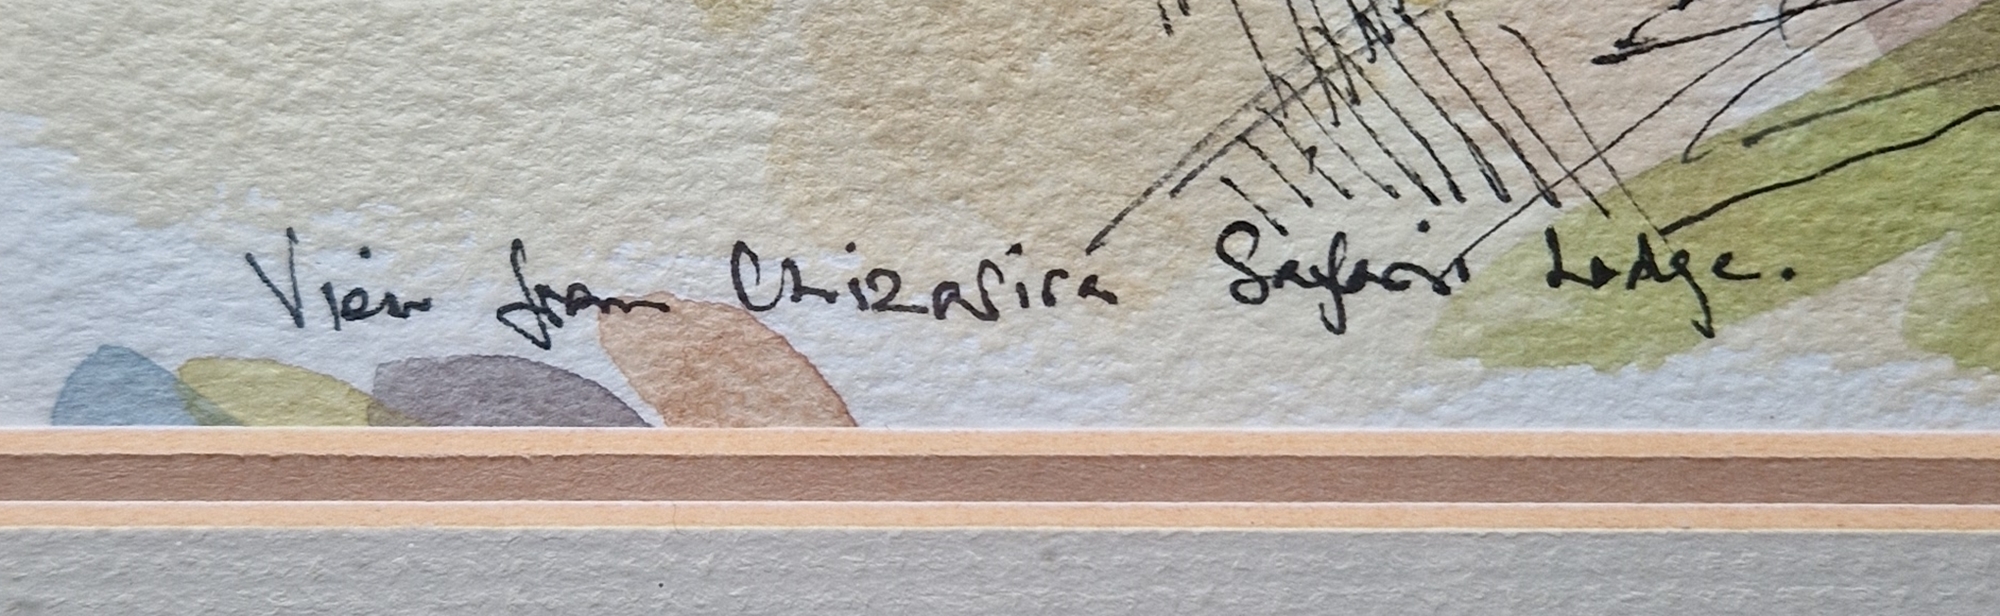 View from Chizarira Safari Lodge.